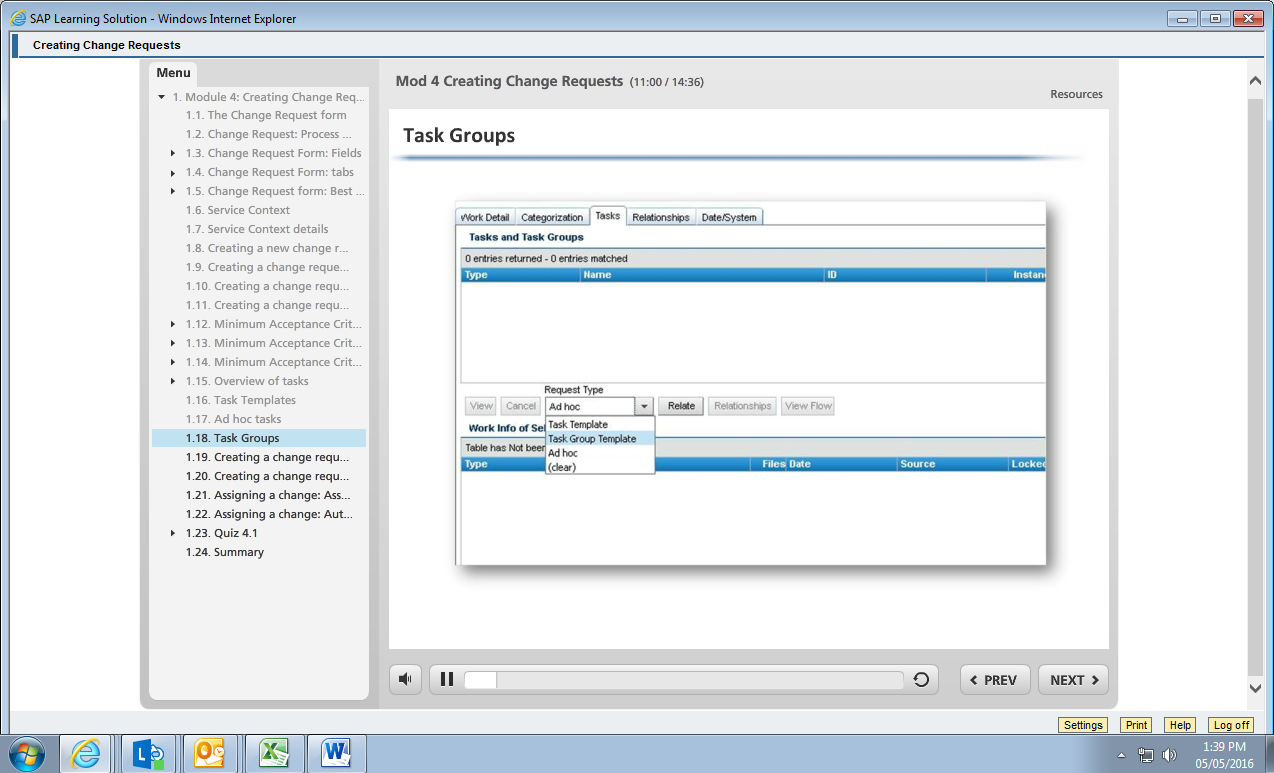 SAP Learning Solution - Windows Internet Explorer
Creating Change Requests
Menu
1. Module 4: Creating Change Req...
1.1. The Change Request form
1.2. Change Request: Process ...
1.3. Change Request Form: Fields
1.4. Change Request Form: tabs
1.5. Change Request form: Best ...
1.6. Service Context
1.7. Service Context details
1.8. Creating a new change r...
1.9. Creating a change reque...
1.10. Creating a change requ...
1.11. Creating a change requ...
1.12. Minimum Acceptance Crit...
1.13. Minimum Acceptance Crit...
1.14. Minimum Acceptance Crit...
1.15. Overview of tasks
1.16. Task Templates
1.17. Ad hoc tasks
1.18. Task Groups
1.19. Creating a change requ...
1.20. Creating a change requ...
1.21. Assigning a change: Ass...
1.22. Assigning a change: Aut...
1.23. Quiz 4.1
1.24. Summary
Mod 4 Creating Change Requests (11:00 / 14:36)
Resources
Task Groups
Work Detail Categorization Tasks Relationships Date/System
Tasks and Task Groups
0 entries returned - 0 entries matched
Type Name ID Instan
Request Type
View Cancel Ad hoc Relate Relationships View Flow
Task Template
Task Group Template
Ad hoc
(clear)
Work Info of Sel
Table has Not been
Type Files Date Source Locked
PREV NEXT
Settings Print Help Log off
1:39 PM
05/05/2016